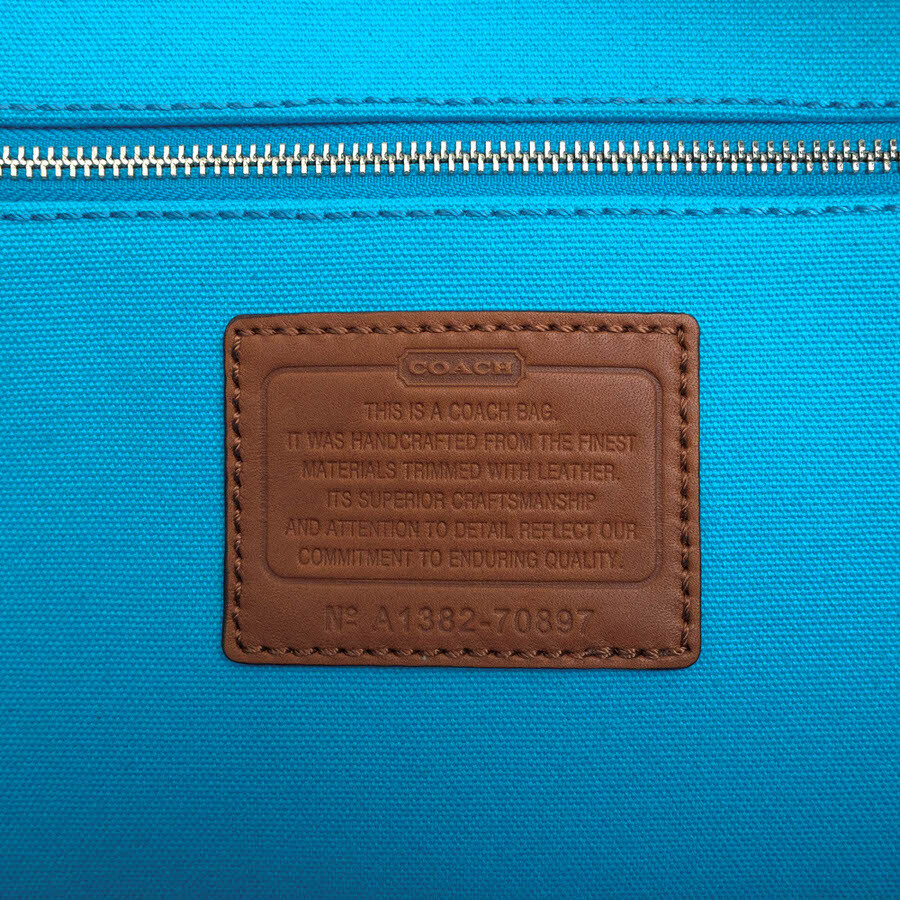 COACH
THIS IS A COACH BAG.
IT WAS HANDCRAFTED FROM THE FINEST
MATERIALS TRIMMED WITH LEATHER.
ITS SUPERIOR CRAFTSMANSHIP
AND ATTENTION TO DETAIL REFLECT OUR
COMMITMENT TO ENDURING QUALITY.
Nº A1382-70897